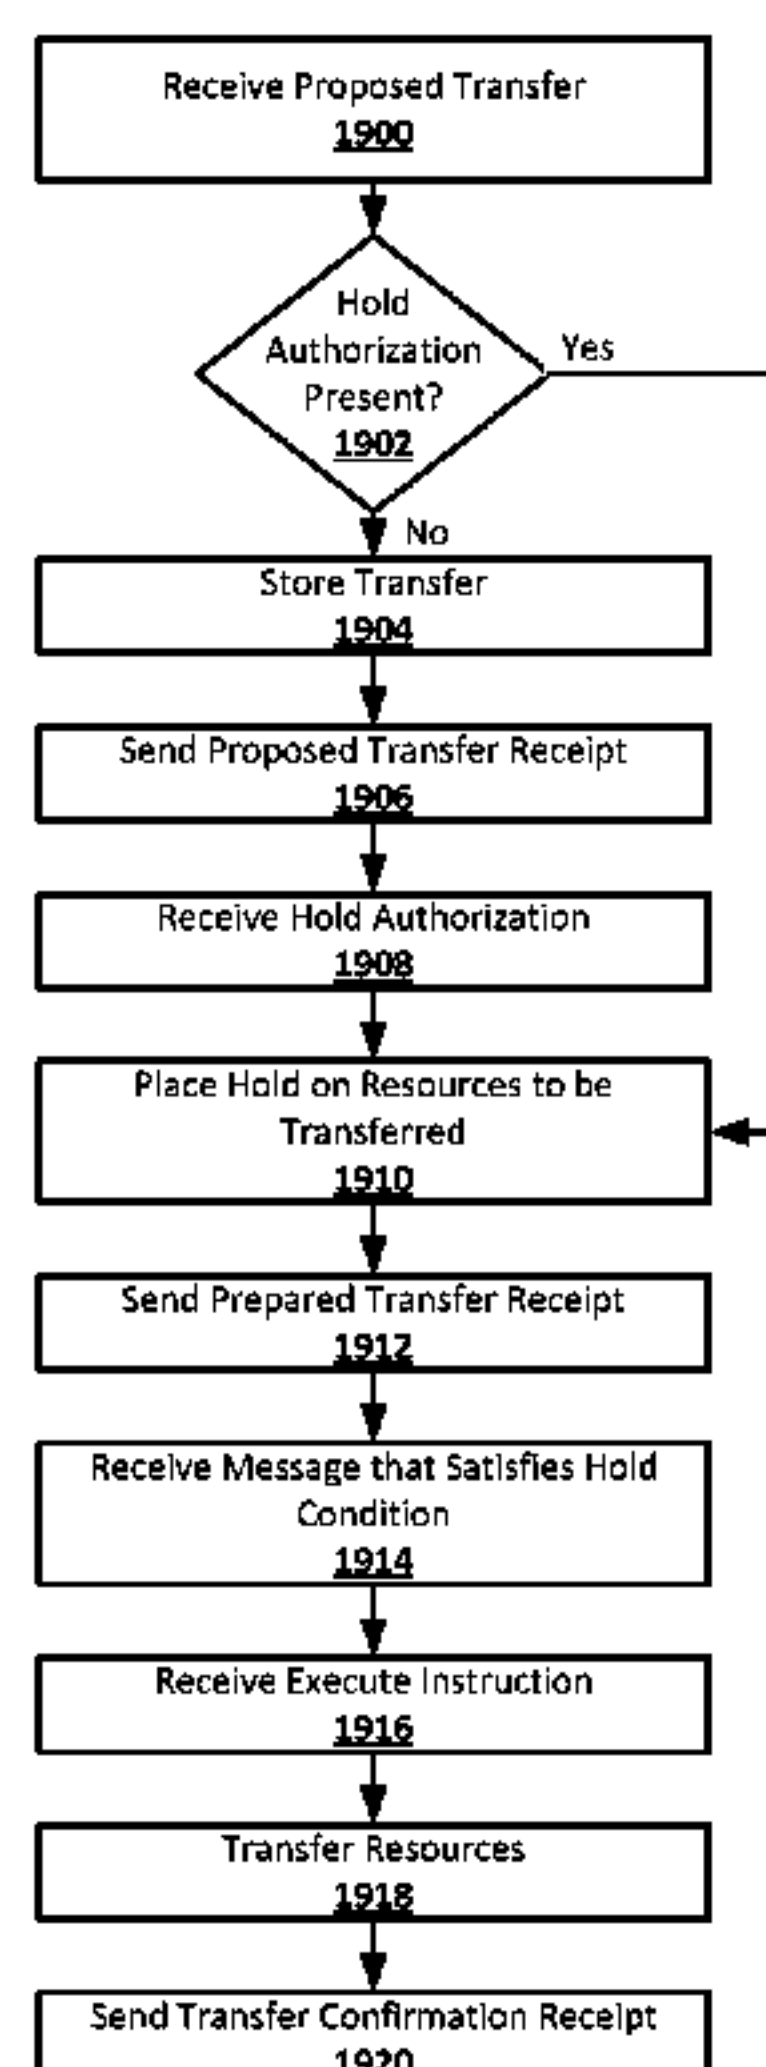 Receive Proposed Transfer
1900
Hold
Authorization
Present?
1902
Yes
No
Store Transfer
1904
Send Proposed Transfer Receipt
1906
Receive Hold Authorization
1908
Place Hold on Resources to be
Transferred
1910
Send Prepared Transfer Receipt
1912
Receive Message that Satisfies Hold
Condition
1914
Receive Execute Instruction
1916
Transfer Resources
1918
Send Transfer Confirmation Receipt
1920